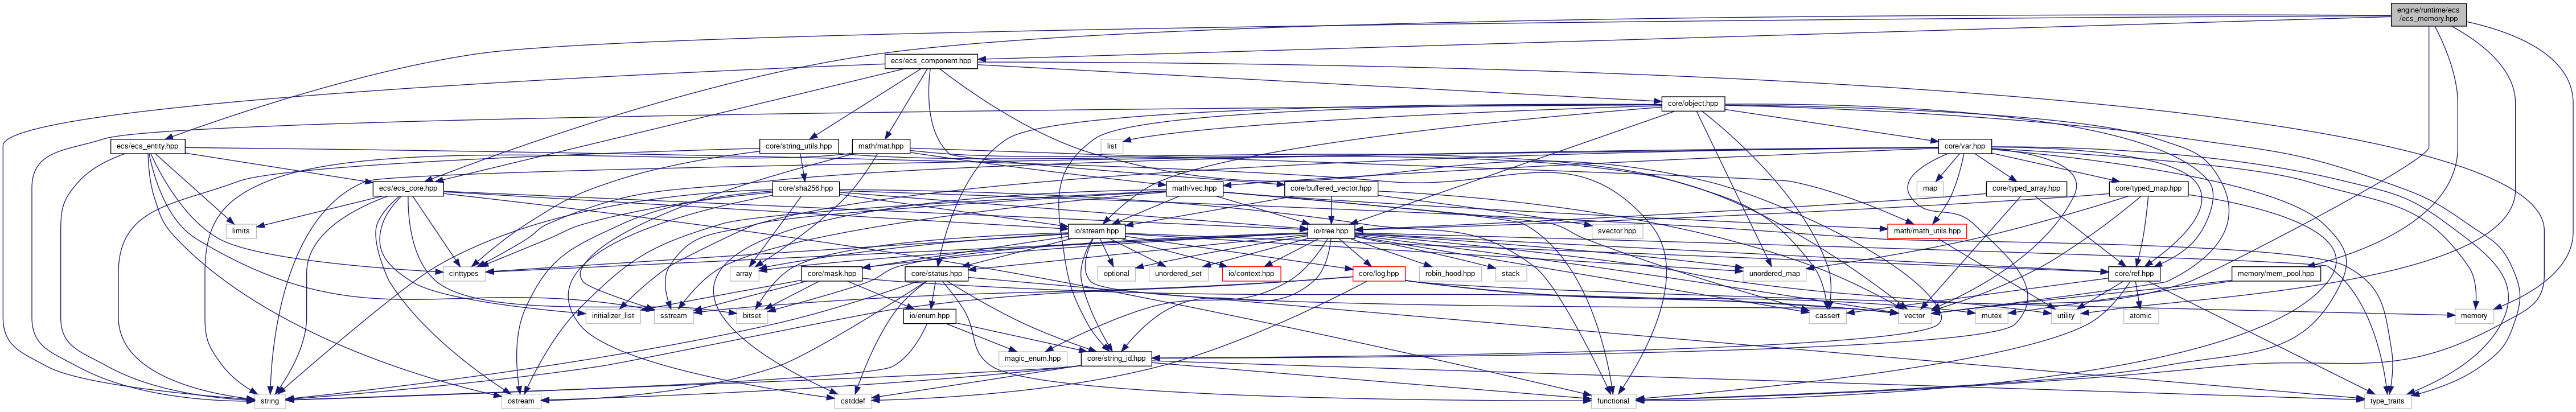 engine/runtime/ecs
/ecs_memory.hpp
ecs/ecs_component.hpp
core/object.hpp
ecs/ecs_entity.hpp
core/string_utils.hpp
math/mat.hpp
list
core/var.hpp
ecs/ecs_core.hpp
core/sha256.hpp
math/vec.hpp
core/buffered_vector.hpp
map
core/typed_array.hpp
core/typed_map.hpp
limits
io/stream.hpp
io/tree.hpp
svector.hpp
math/math_utils.hpp
cinttypes
array
core/mask.hpp
core/status.hpp
optional
unordered_set
io/context.hpp
core/log.hpp
robin_hood.hpp
stack
unordered_map
core/ref.hpp
memory/mem_pool.hpp
initializer_list
sstream
bitset
io/enum.hpp
cassert
vector
mutex
utility
atomic
memory
magic_enum.hpp
core/string_id.hpp
string
ostream
cstddef
functional
type_traits